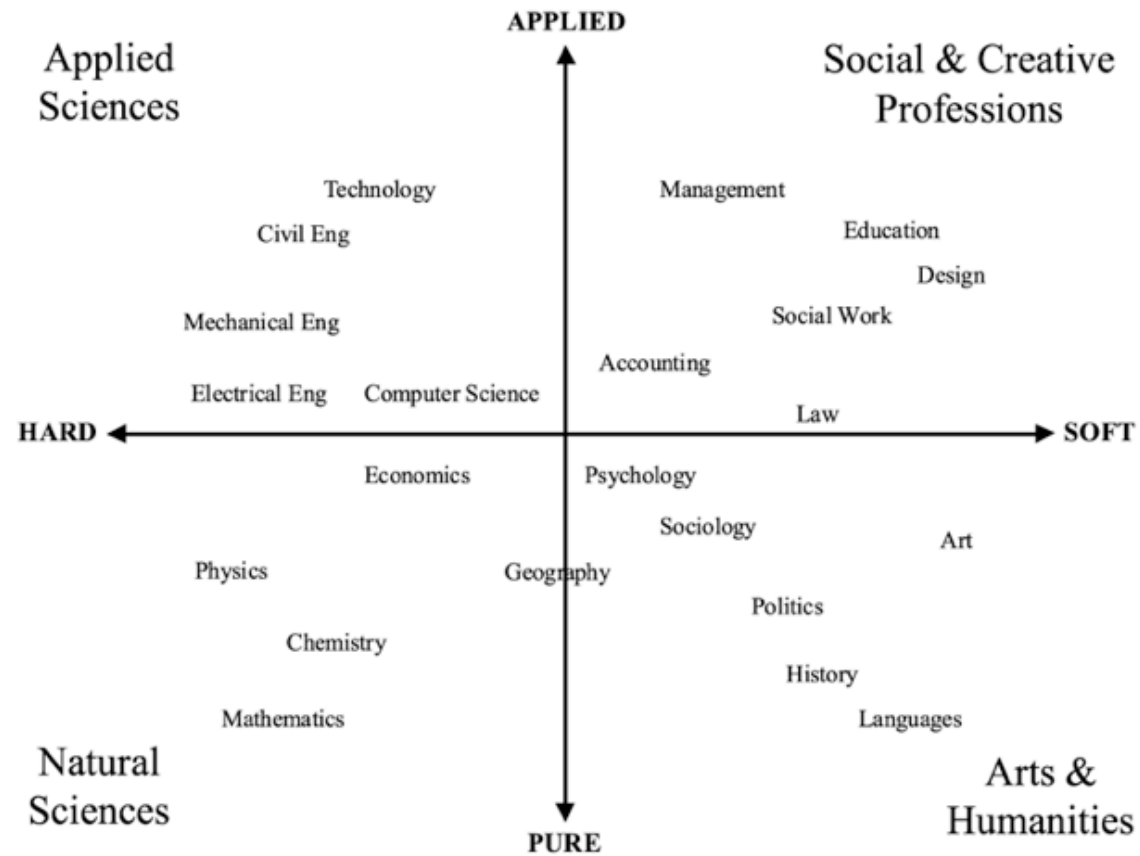 APPLIED
Applied
Sciences
Social & Creative
Professions
Technology
Management
Civil Eng
Education
Design
Mechanical Eng
Social Work
Accounting
Electrical Eng
Computer Science
Law
HARD
SOFT
Economics
Psychology
Sociology
Art
Physics
Geography
Politics
Chemistry
History
Mathematics
Languages
Natural
Sciences
Arts &
Humanities
PURE